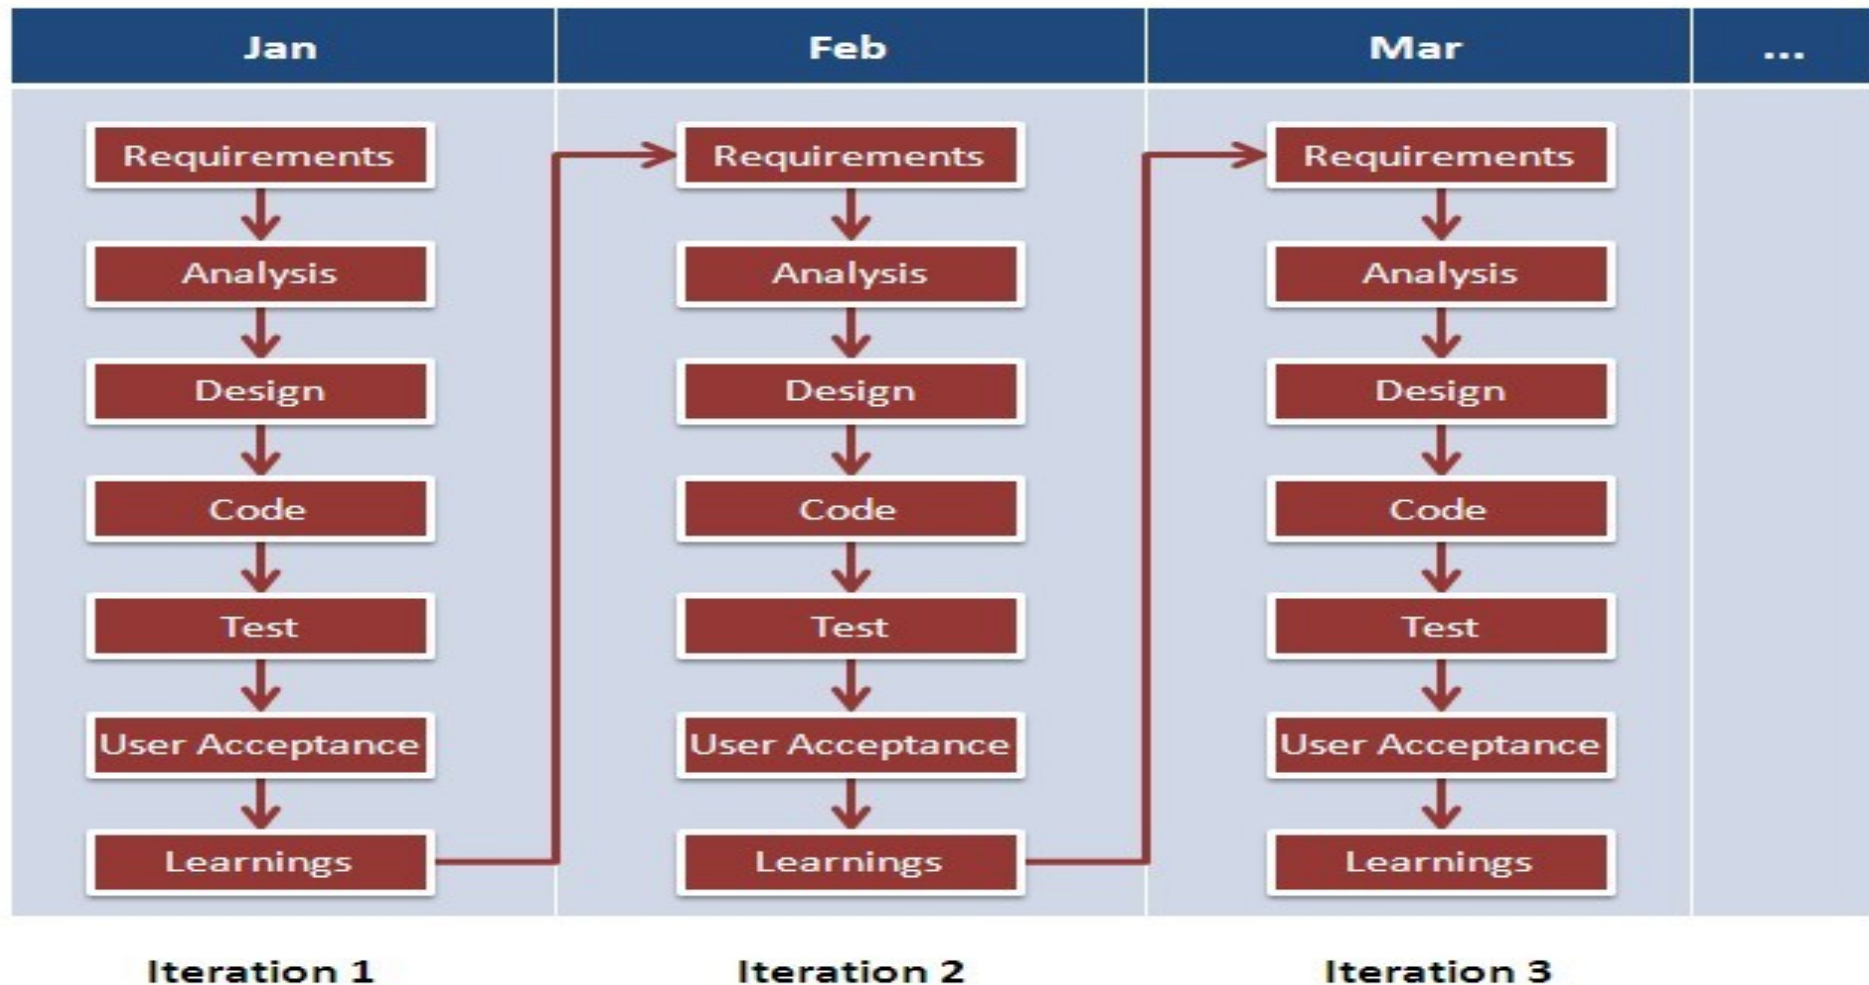 Jan
Feb
Mar
...
Requirements
Analysis
Design
Code
Test
User Acceptance
Learnings
Requirements
Analysis
Design
Code
Test
User Acceptance
Learnings
Requirements
Analysis
Design
Code
Test
User Acceptance
Learnings
Iteration 1
Iteration 2
Iteration 3